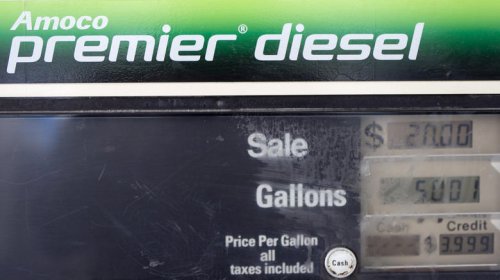 Amoco
premier® diesel
Sale $ 20.00
Gallons 5.001
Cash Credit
Price Per Gallon $ 3.999
all
taxes included Cash